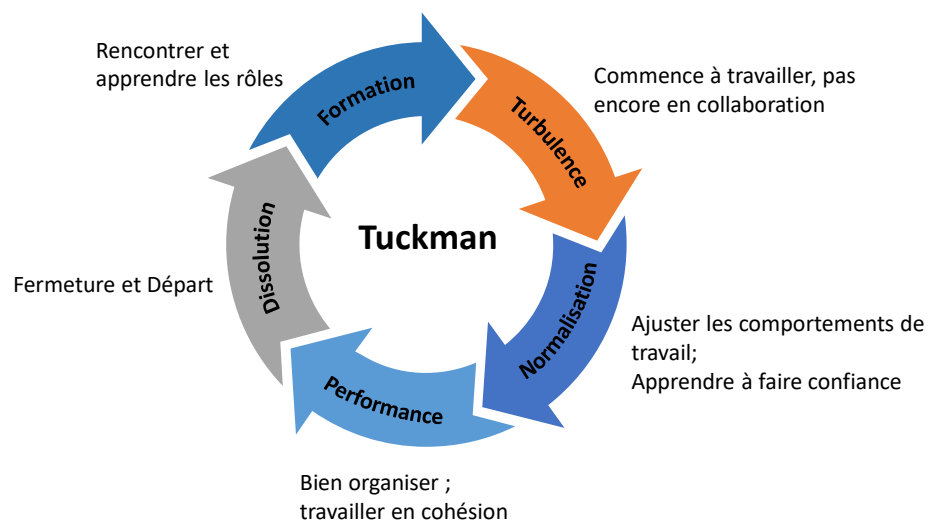 Rencontrer et
apprendre les rôles
Formation
Turbulence
Commence à travailler, pas
encore en collaboration
Tuckman
Dissolution
Fermeture et Départ
Normalisation
Ajuster les comportements de
travail;
Apprendre à faire confiance
Performance
Bien organiser ;
travailler en cohésion